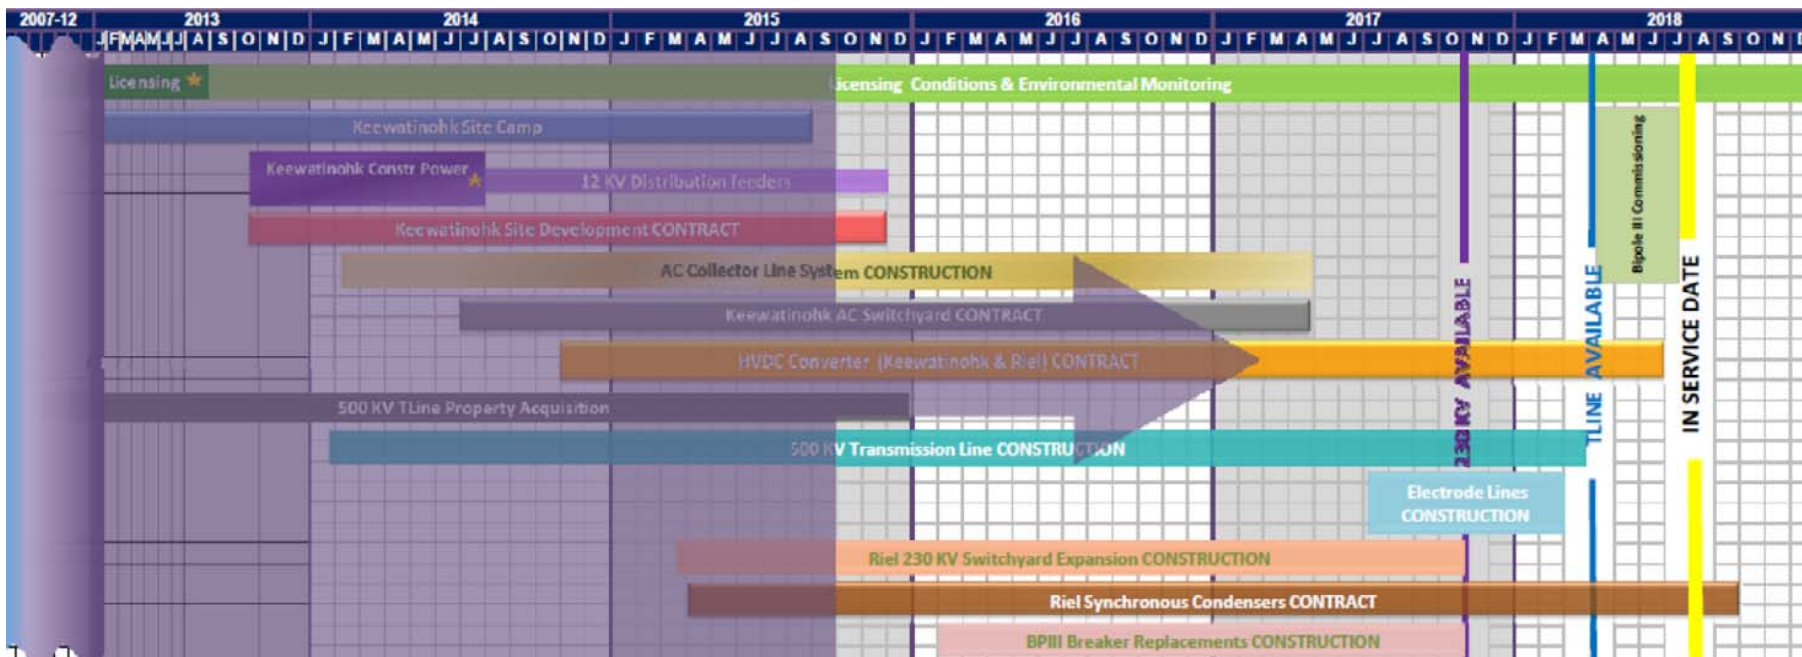 2007-12 2013 2014 2015 2016 2017 2018
J F M A M J J A S O N D J F M A M J J A S O N D J F M A M J J A S O N D J F M A M J J A S O N D J F M A M J J A S O N D J F M A M J J A S O N D
Licensing
Licensing Conditions & Environmental Monitoring
Keewatinohk Site Camp
Keewatinohk Constr Power
12 KV Distribution feeders
Keewatinohk Site Development CONTRACT
AC Collector Line System CONSTRUCTION
Keewatinohk AC Switchyard CONTRACT
HVDC Converter (Keewatinohk & Riel) CONTRACT
500 KV TLine Property Acquisition
500 KV Transmission Line CONSTRUCTION
Electrode Lines
CONSTRUCTION
Riel 230 KV Switchyard Expansion CONSTRUCTION
Riel Synchronous Condensers CONTRACT
BPIII Breaker Replacements CONSTRUCTION
230 KV AVAILABLE
TLINE AVAILABLE
Bipole III Commissioning
IN SERVICE DATE